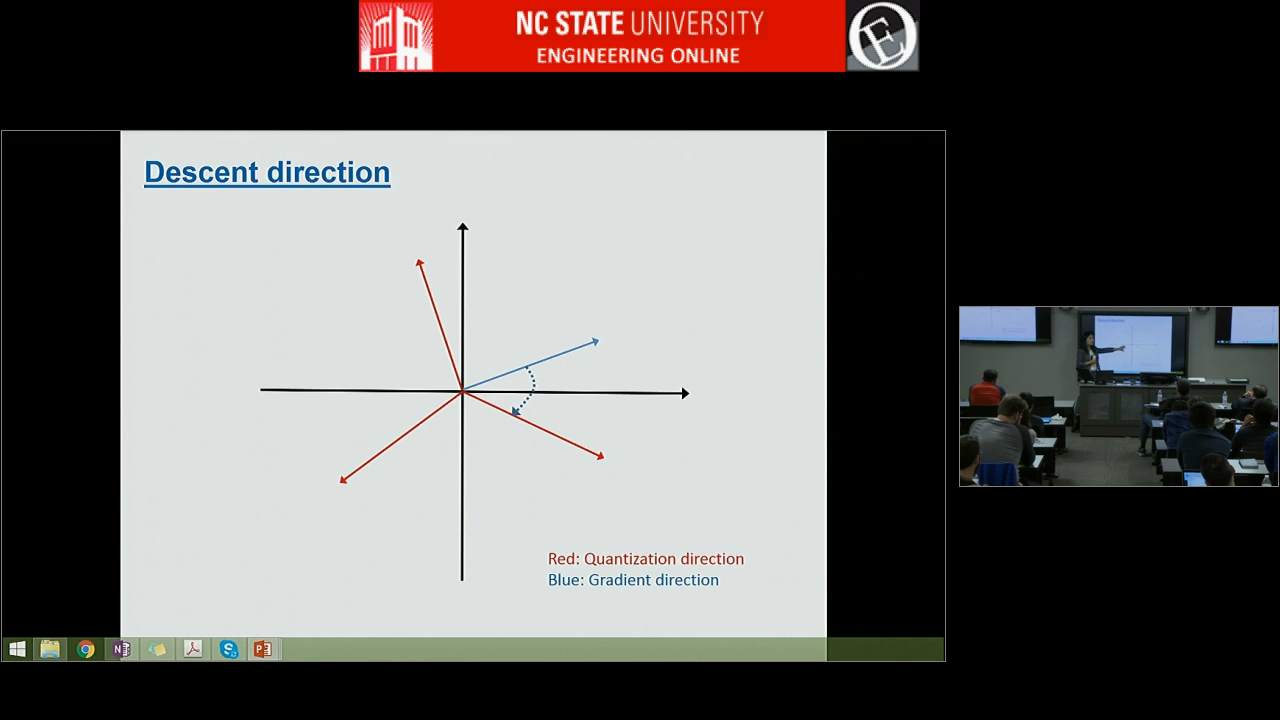 NC STATE UNIVERSITY
ENGINEERING ONLINE
Descent direction
Red: Quantization direction
Blue: Gradient direction